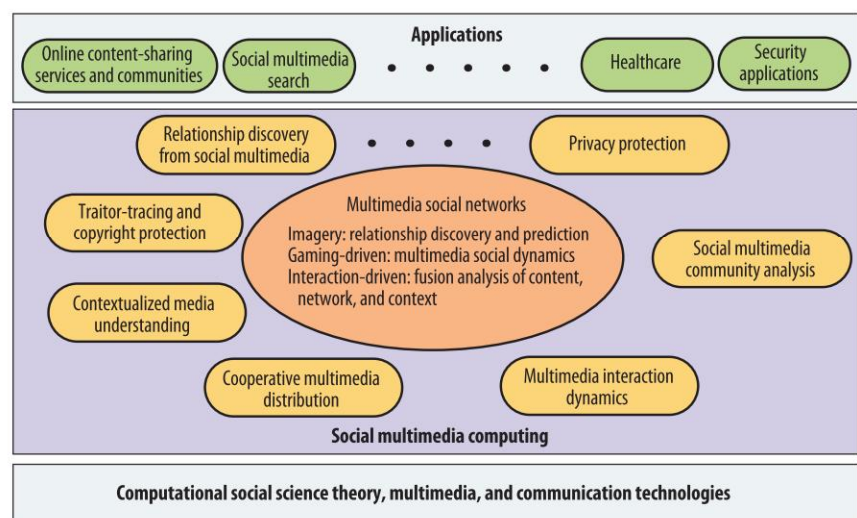 Applications
Online content-sharing
services and communities
Social multimedia
search
Healthcare
Security
applications
Relationship discovery
from social multimedia
Privacy protection
Traitor-tracing and
copyright protection
Multimedia social networks
Imagery: relationship discovery and prediction
Gaming-driven: multimedia social dynamics
Interaction-driven: fusion analysis of content,
network, and context
Social multimedia
community analysis
Contextualized media
understanding
Cooperative multimedia
distribution
Multimedia interaction
dynamics
Social multimedia computing
Computational social science theory, multimedia, and communication technologies